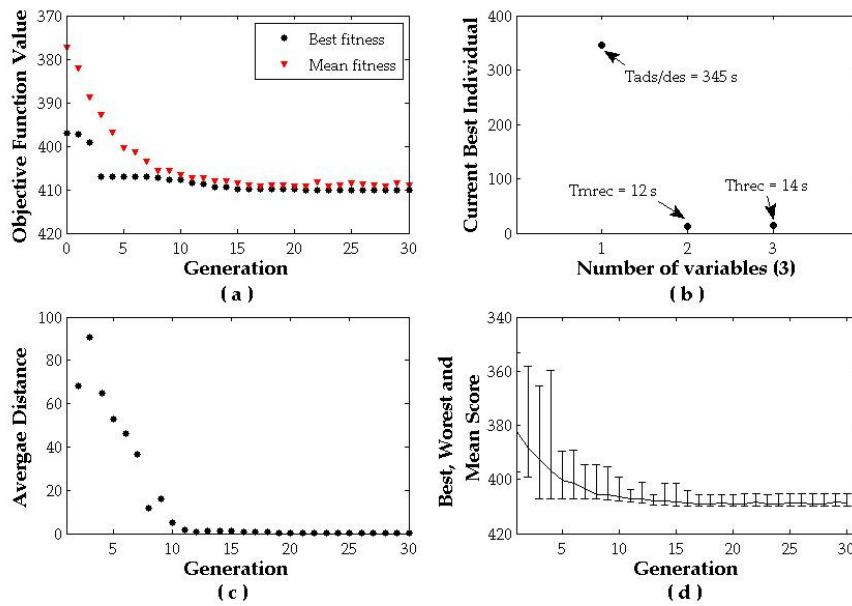 370
380
390
400
410
420
Objective Function Value
Best fitness
Mean fitness
0
5
10
15
20
25
30
Generation
( a )
400
300
200
100
0
Current Best Individual
Tads/des = 345 s
Tmrec = 12 s
Threc = 14 s
1
2
3
Number of variables (3)
( b )
100
80
60
40
20
0
Avergae Distance
5
10
15
20
25
30
Generation
( c )
340
360
380
400
420
Best, Worest and
Mean Score
5
10
15
20
25
30
Generation
( d )